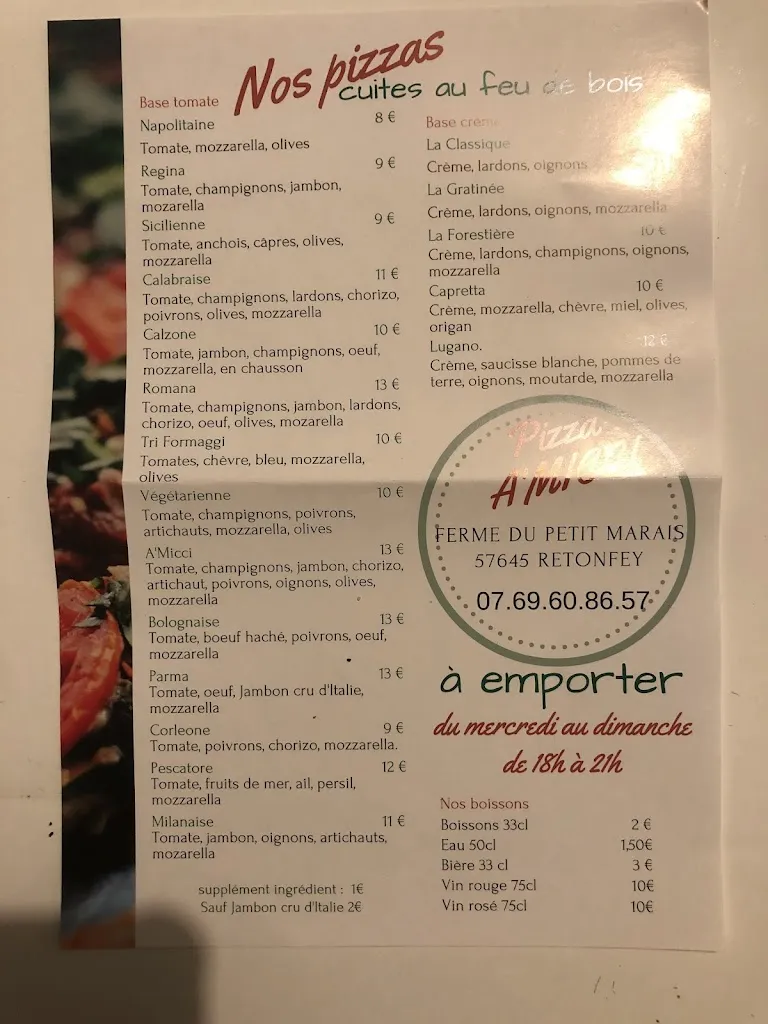 Nos pizzas
cuites au feu de bois
Base tomate
Napolitaine 8 €
Tomate, mozzarella, olives
Regina 9 €
Tomate, champignons, jambon,
mozarella
Sicilienne 9 €
Tomate, anchois, câpres, olives,
mozzarella
Calabraise 11 €
Tomate, champignons, lardons, chorizo,
poivrons, olives, mozzarella
Calzone 10 €
Tomate, jambon, champignons, oeuf,
mozzarella, en chausson
Romana 13 €
Tomate, champignons, jambon, lardons,
chorizo, oeuf, olives, mozarella
Tri Formaggi 10 €
Tomates, chêvre, bleu, mozzarella,
olives
Végétarienne 10 €
Tomate, champignons, poivrons,
artichauts, mozzarella, olives
A'Micci 13 €
Tomate, champignons, jambon, chorizo,
artichaut, poivrons, oignons, olives,
mozzarella
Bolognaise 13 €
Tomate, boeuf haché, poivrons, oeuf,
mozzarella
Parma 13 €
Tomate, oeuf, Jambon cru d'Italie,
mozzarella
Corleone 9 €
Tomate, poivrons, chorizo, mozzarella.
Pescatore 12 €
Tomate, fruits de mer, ail, persil,
mozzarella
Milanaise 11 €
Tomate, jambon, oignons, artichauts,
mozarella
supplément ingrédient : 1€
Sauf Jambon cru d'Italie 2€
Base crème
La Classique
Crème, lardons, oignons
La Gratinée
Crème, lardons, oignons, mozzarella
La Forestière 10 €
Crème, lardons, champignons, oignons,
mozzarella
Capretta 10 €
Crème, mozzarella, chêvre, miel, olives,
origan
Lugano. 12 €
Crème, saucisse blanche, pommes de
terre, oignons, moutarde, mozzarella
Pizza
FERME DU PETIT MARAIS
57645 RETONFEY
07.69.60.86.57
à emporter
du mercredi au dimanche
de 18h à 21h
Nos boissons
Boissons 33cl 2 €
Eau 50cl 1,50€
Bière 33 cl 3 €
Vin rouge 75cl 10€
Vin rosé 75cl 10€